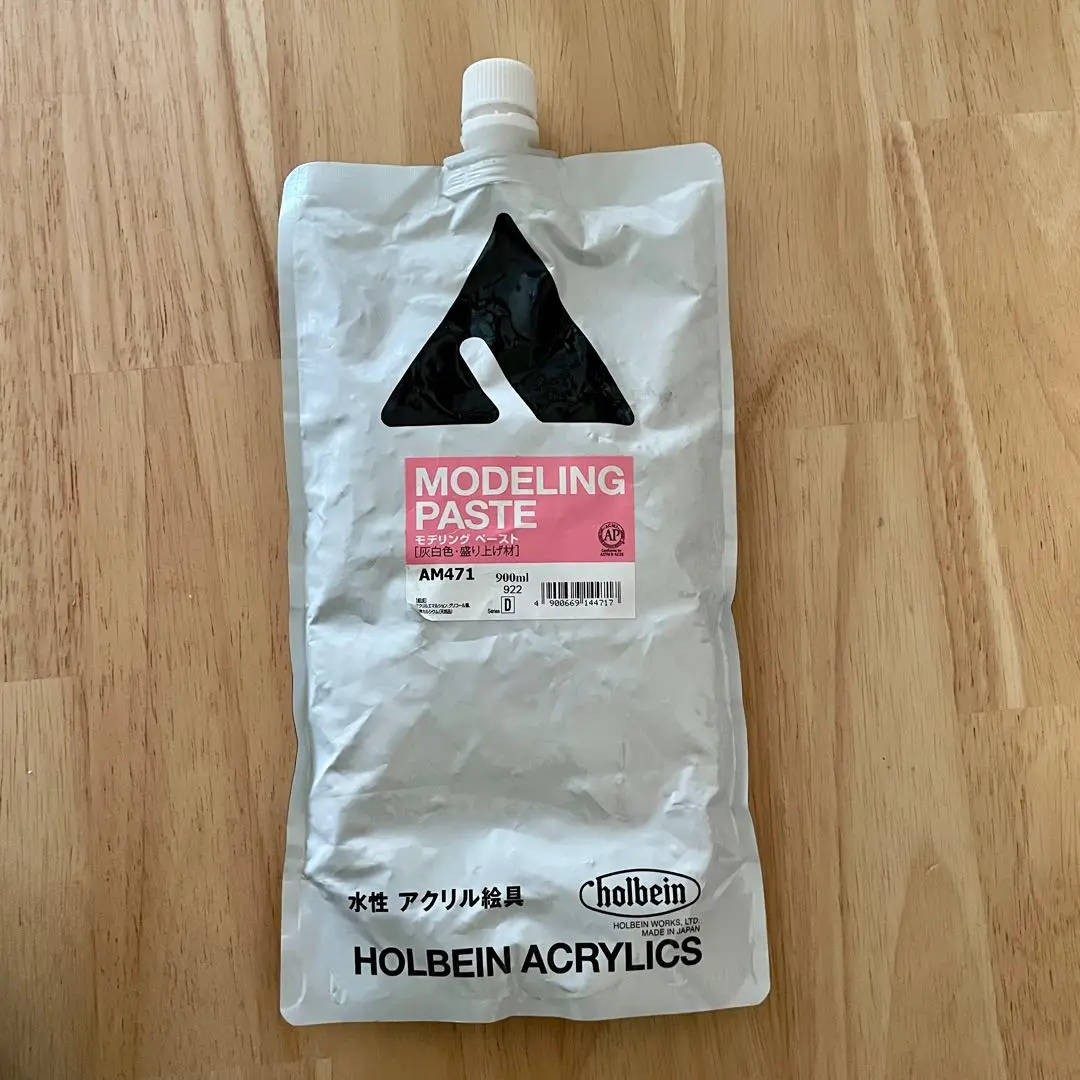 MODELING
PASTE
モデリング ペースト
[灰白色・盛り上げ材]
AP
AM471
900ml
922
Series D
4 900669 144717
水性 アクリル絵具
holbein
HOLBEIN WORKS, LTD.
MADE IN JAPAN
HOLBEIN ACRYLICS